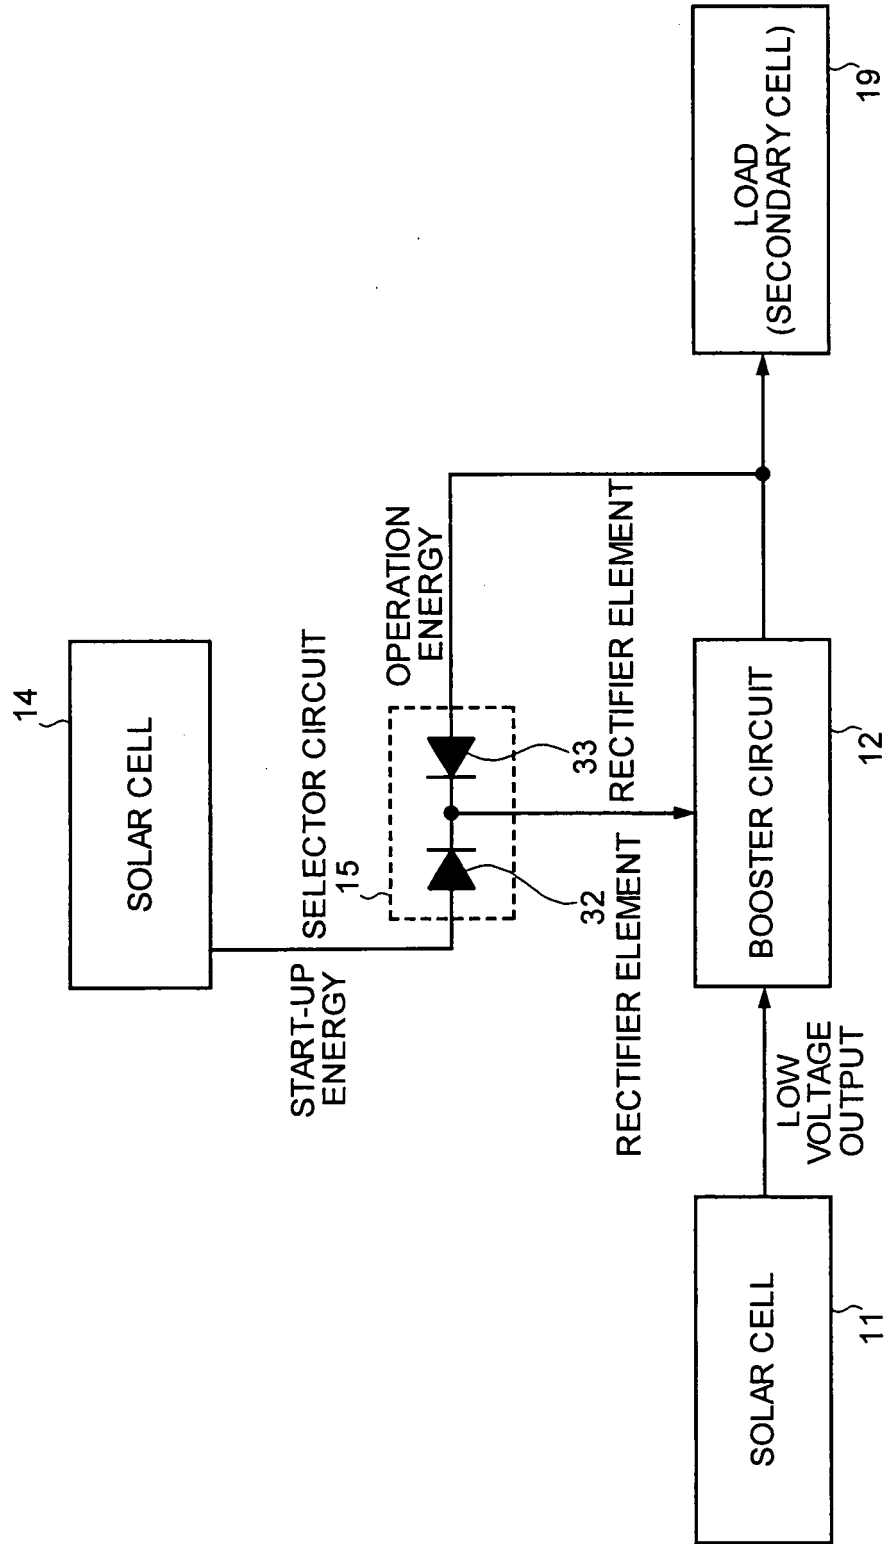 14
SOLAR CELL
START-UP
ENERGY
SELECTOR CIRCUIT
15
OPERATION
ENERGY
32
33
RECTIFIER ELEMENT
RECTIFIER ELEMENT
SOLAR CELL
11
LOW
VOLTAGE
OUTPUT
BOOSTER CIRCUIT
12
LOAD
(SECONDARY CELL)
19